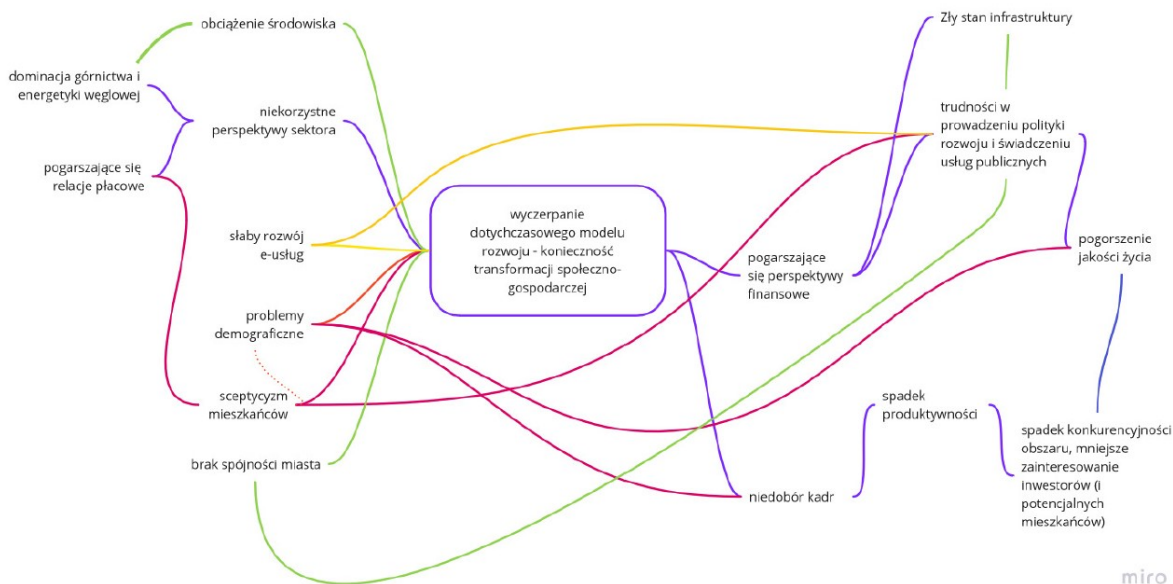 obciążenie środowiska
dominacja górnictwa i
energetyki węglowej
niekorzystne
perspektywy sektora
pogarszające się
relacje płacowe
słaby rozwój
e-usług
problemy
demograficzne
sceptycyzm
mieszkańców
brak spójności miasta
wyczerpanie
dotychczasowego modelu
rozwoju - konieczność
transformacji społeczno-
gospodarczej
pogarszające
się perspektywy
finansowe
niedobór kadr
Zły stan infrastruktury
trudności w
prowadzeniu polityki
rozwoju i świadczeniu
usług publicznych
pogorszenie
jakości życia
spadek
produktywności
spadek konkurencyjności
obszaru, mniejsze
zainteresowanie
inwestorów (i
potencjalnych
mieszkańców)
miro